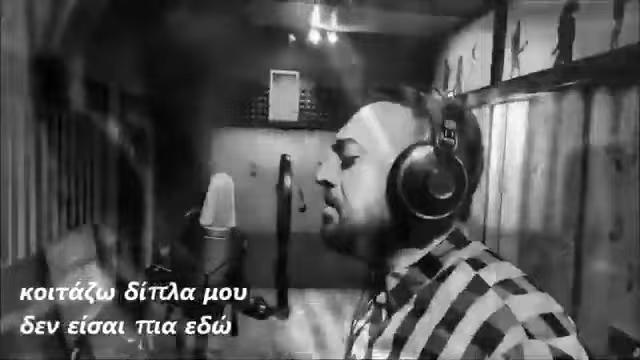 κοιτάζω δίπλα μου
δεν είσαι πια εδώ